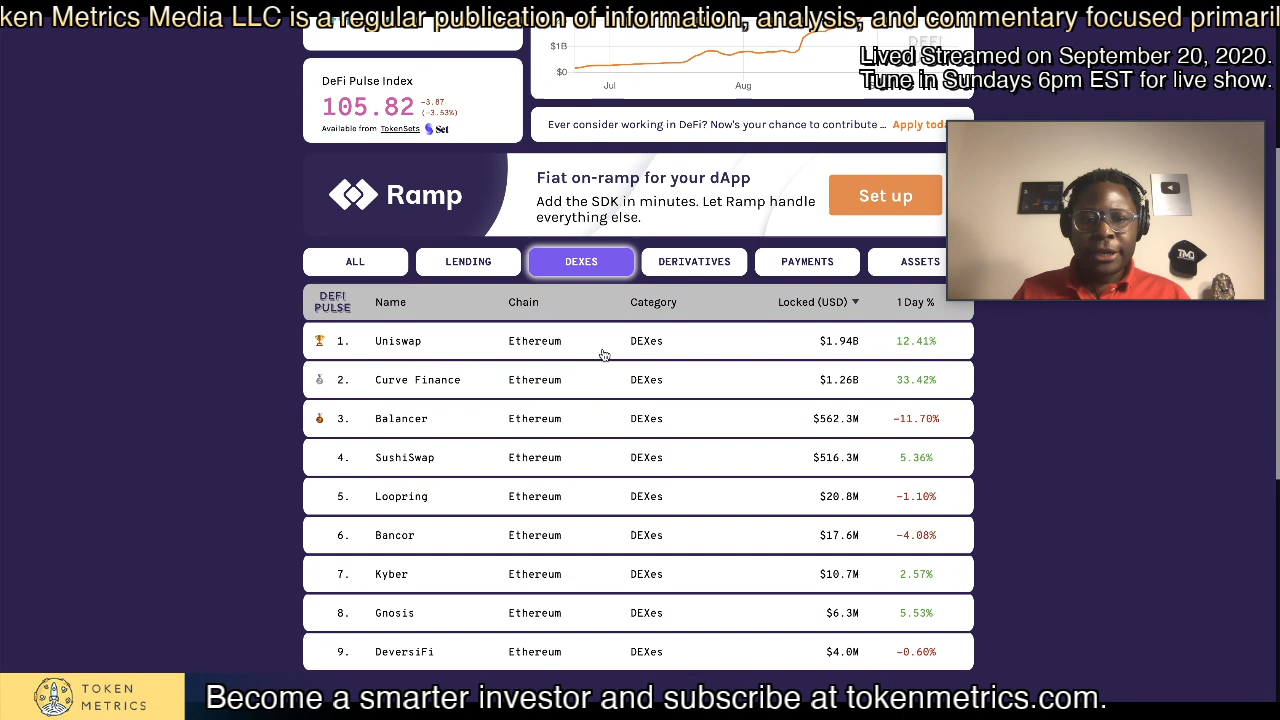 ken Metrics Media LLC is a regular publication of information, analysis, and commentary focused primaril
Lived Streamed on September 20, 2020.
Tune in Sundays 6pm EST for live show.
$1B
$0
Jul
Aug
DEFI
DeFi Pulse Index
105.82
-3.87
(-3.53%)
Available from TokenSets Set
Ever consider working in DeFi? Now's your chance to contribute ... Apply toda
Ramp
Fiat on-ramp for your dApp
Add the SDK in minutes. Let Ramp handle
everything else.
Set up
ALL LENDING DEXES DERIVATIVES PAYMENTS ASSETS
DEFI
PULSE
Name Chain Category Locked (USD) 1 Day %
1. Uniswap Ethereum DEXes $1.94B 12.41%
2. Curve Finance Ethereum DEXes $1.26B 33.42%
3. Balancer Ethereum DEXes $562.3M -11.70%
4. SushiSwap Ethereum DEXes $516.3M 5.36%
5. Loopring Ethereum DEXes $20.8M -1.10%
6. Bancor Ethereum DEXes $17.6M -4.08%
7. Kyber Ethereum DEXes $10.7M 2.57%
8. Gnosis Ethereum DEXes $6.3M 5.53%
9. DeversiFi Ethereum DEXes $4.0M -0.60%
TOKEN
METRICS
Become a smarter investor and subscribe at tokenmetrics.com.